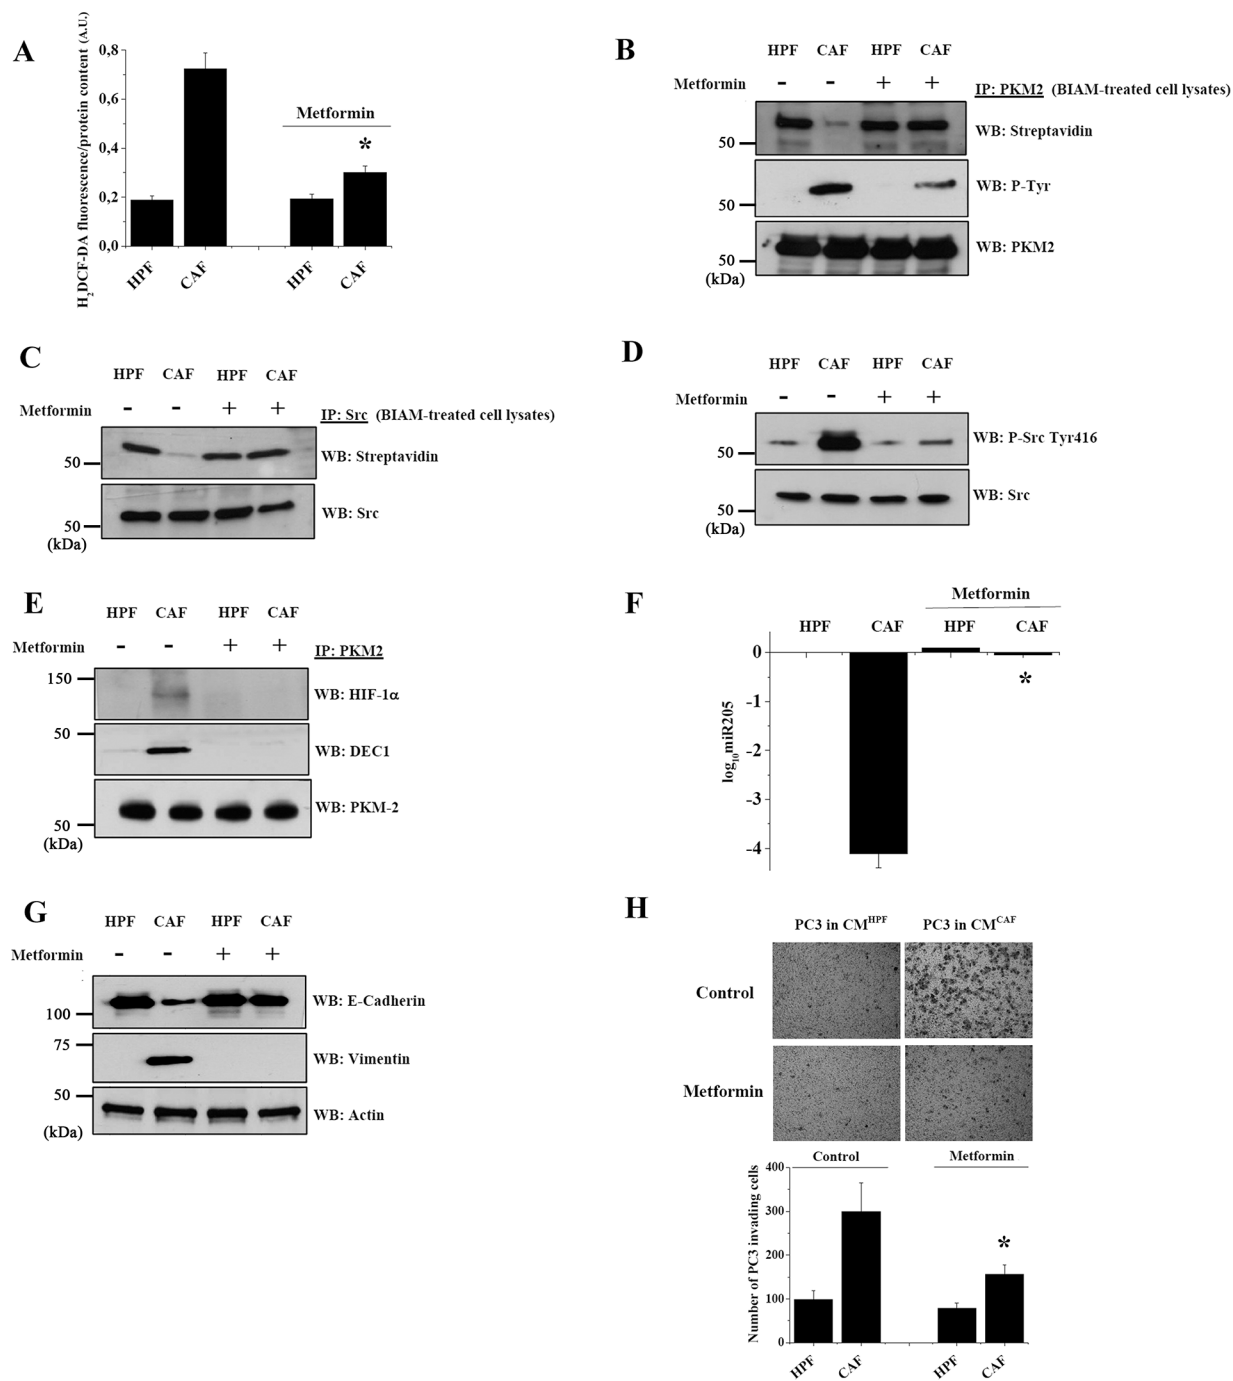 A
H2DCF-DA fluorescence/protein content (A.U.)
0,8
0,6
0,4
0,2
0,0
Metformin
*
HPF
CAF
HPF
CAF
B
HPF CAF HPF CAF
Metformin - - + +
IP: PKM2 (BIAM-treated cell lysates)
50
WB: Streptavidin
50
WB: P-Tyr
50
WB: PKM2
(kDa)
C
HPF CAF HPF CAF
Metformin - - + +
IP: Src (BIAM-treated cell lysates)
50
WB: Streptavidin
50
WB: Src
(kDa)
D
HPF CAF HPF CAF
Metformin - - + +
50
WB: P-Src Tyr416
50
WB: Src
(kDa)
E
HPF CAF HPF CAF
Metformin - - + +
IP: PKM2
150
WB: HIF-1α
50
WB: DEC1
50
WB: PKM-2
(kDa)
F
Metformin
HPF CAF HPF CAF
log10miR205
0
-1
-2
-3
-4
*
G
HPF CAF HPF CAF
Metformin - - + +
100
WB: E-Cadherin
75
WB: Vimentin
50
WB: Actin
(kDa)
H
PC3 in CMHPF PC3 in CMCAF
Control
Metformin
Number of PC3 invading cells
Control Metformin
400
300
200
100
0
*
HPF
CAF
HPF
CAF